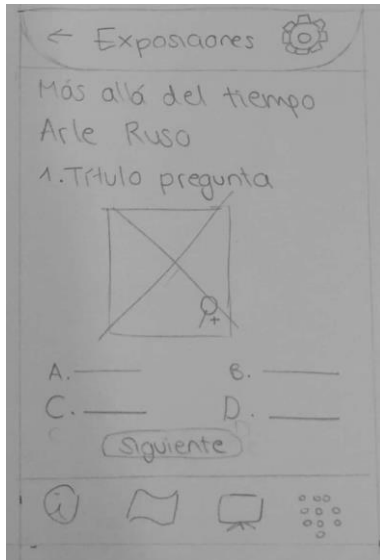 ← Exposiciones
Más allá del tiempo
Arte Ruso
1. Título pregunta
+
A. B.
C. D.
Siguiente
i